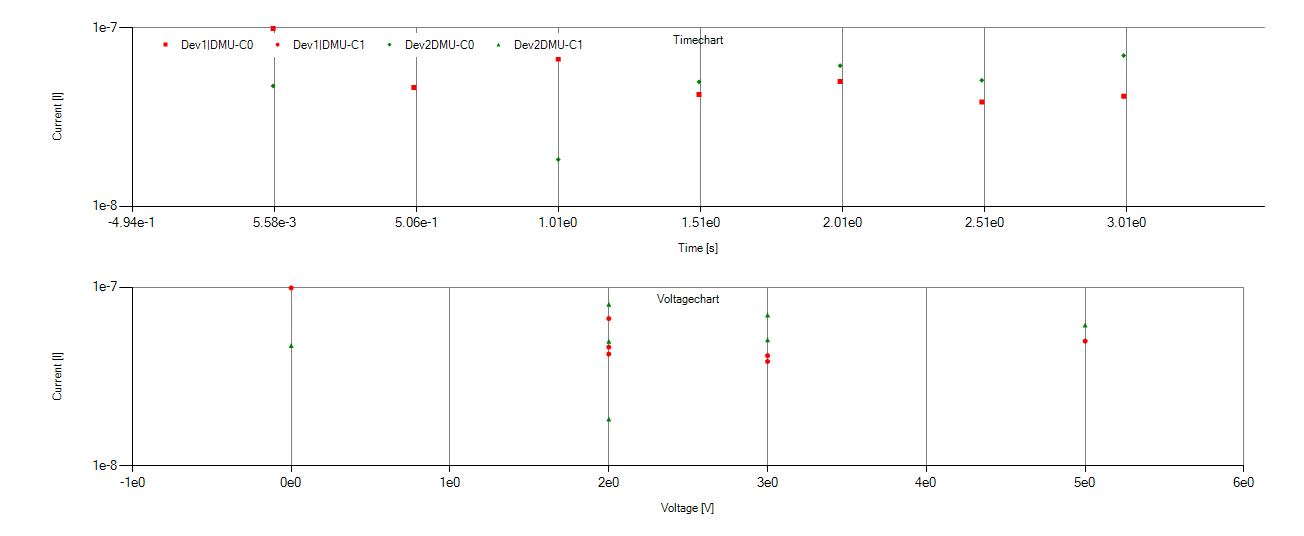 1e-7
Dev1|DMU-C0 Dev1|DMU-C1 Dev2DMU-C0 Dev2DMU-C1
Timechart
Current [I]
1e-8
-4.94e-1 5.58e-3 5.06e-1 1.01e0 1.51e0 2.01e0 2.51e0 3.01e0
Time [s]
1e-7
Voltagechart
Current [I]
1e-8
-1e0 0e0 1e0 2e0 3e0 4e0 5e0 6e0
Voltage [V]